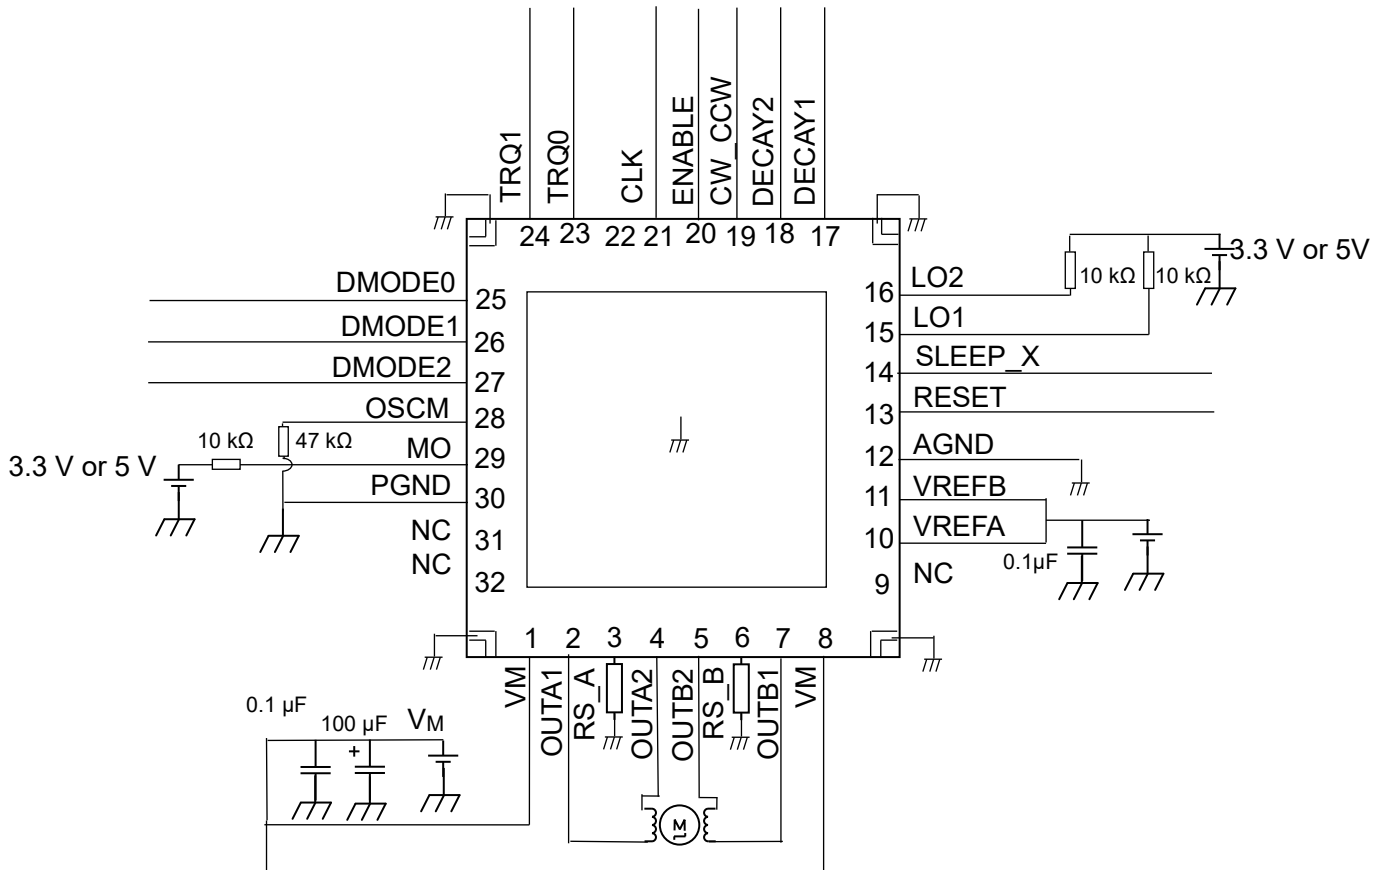 TRQ1
TRQ0
CLK
ENABLE
CW_CCW
DECAY2
DECAY1
24 23 22 21 20 19 18 17
DMODE0
25
DMODE1
26
DMODE2
27
OSCM
28
47 kΩ
10 kΩ
MO
29
3.3 V or 5 V
PGND
30
NC
31
NC
32
3.3 V or 5V
10 kΩ
10 kΩ
16
LO2
15
LO1
14
SLEEP_X
13
RESET
12
AGND
11
VREFB
10
VREFA
0.1µF
9
NC
1 2 3 4 5 6 7 8
VM
OUTA1
RS_A
OUTA2
OUTB2
RS_B
OUTB1
VM
0.1 µF
100 µF
VM
+
M